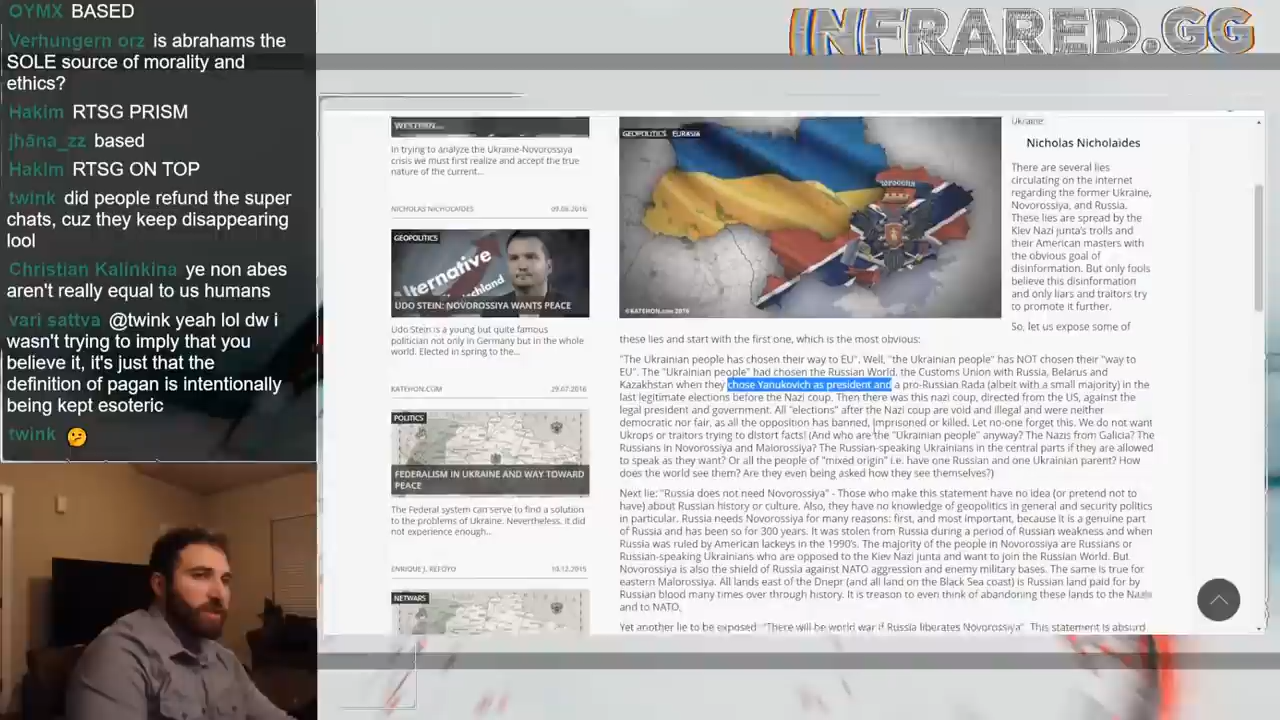 OYMX BASED
Verhungern orz is abrahams the
SOLE source of morality and
ethics?
Hakim RTSG PRISM
jhāna_zz based
Hakim RTSG ON TOP
twink did people refund the super
chats, cuz they keep disappearing
lool
Christian Kalinkina ye non abes
aren't really equal to us humans
vari sattva @twink yeah lol dw i
wasn't trying to imply that you
believe it, it's just that the
definition of pagan is intentionally
being kept esoteric
twink 🤔
INFRARED.GG
WESTERN...
In trying to analyze the Ukraine-Novorossiya
crisis we must first realize and accept the true
nature of the current...
NICHOLAS NICHOLAIDES 09.08.2016
GEOPOLITICS
lternative
schland
UDO STEIN: NOVOROSSIYA WANTS PEACE
Udo Stein is a young but quite famous
politician not only in Germany but in the whole
world. Elected in spring to the...
KATEHON.COM 29.07.2016
POLITICS
FEDERALISM IN UKRAINE AND WAY TOWARD
PEACE
The Federal system can serve to find a solution
to the problems of Ukraine. Nevertheless, it did
not experience enough...
ENRIQUE J. REFOYO 10.12.2015
NETWARS
GEOPOLITICS EURASIA
©KATEHON.com 2016
Ukraine.
Nicholas Nicholaides
There are several lies
circulating on the internet
regarding the former Ukraine,
Novorossiya, and Russia.
These lies are spread by the
Kiev Nazi junta's trolls and
their American masters with
the obvious goal of
disinformation. But only fools
believe this disinformation
and only liars and traitors try
to promote it further.
So, let us expose some of
these lies and start with the first one, which is the most obvious:
"The Ukrainian people has chosen their way to EU". Well, "the Ukrainian people" has NOT chosen their "way to
EU". The "Ukrainian people" had chosen the Russian World, the Customs Union with Russia, Belarus and
Kazakhstan when they chose Yanukovich as president and a pro-Russian Rada (albeit with a small majority) in the
last legitimate elections before the Nazi coup. Then there was this nazi coup, directed from the US, against the
legal president and government. All "elections" after the Nazi coup are void and illegal and were neither
democratic nor fair, as all the opposition has banned, imprisoned or killed. Let no-one forget this. We do not want
Ukrops or traitors trying to distort facts! (And who are the "Ukrainian people" anyway? The Nazis from Galicia? The
Russians in Novorossiya and Malorossiya? The Russian-speaking Ukrainians in the central parts if they are allowed
to speak as they want? Or all the people of "mixed origin" i.e. have one Russian and one Ukrainian parent? How
does the world see them? Are they even being asked how they see themselves?)
Next lie: "Russia does not need Novorossiya" - Those who make this statement have no idea (or pretend not to
have) about Russian history or culture. Also, they have no knowledge of geopolitics in general and security politics
in particular. Russia needs Novorossiya for many reasons: first, and most important, because it is a genuine part
of Russia and has been so for 300 years. It was stolen from Russia during a period of Russian weakness and when
Russia was ruled by American lackeys in the 1990's. The majority of the people in Novorossiya are Russians or
Russian-speaking Ukrainians who are opposed to the Kiev Nazi junta and want to join the Russian World. But
Novorossiya is also the shield of Russia against NATO aggression and enemy military bases. The same is true for
eastern Malorossiya. All lands east of the Dnepr (and all land on the Black Sea coast) is Russian land paid for by
Russian blood many times over through history. It is treason to even think of abandoning these lands to the Nazis
and to NATO.
Yet another lie to be exposed: "There will be world war if Russia liberates Novorossiya". This statement is absurd